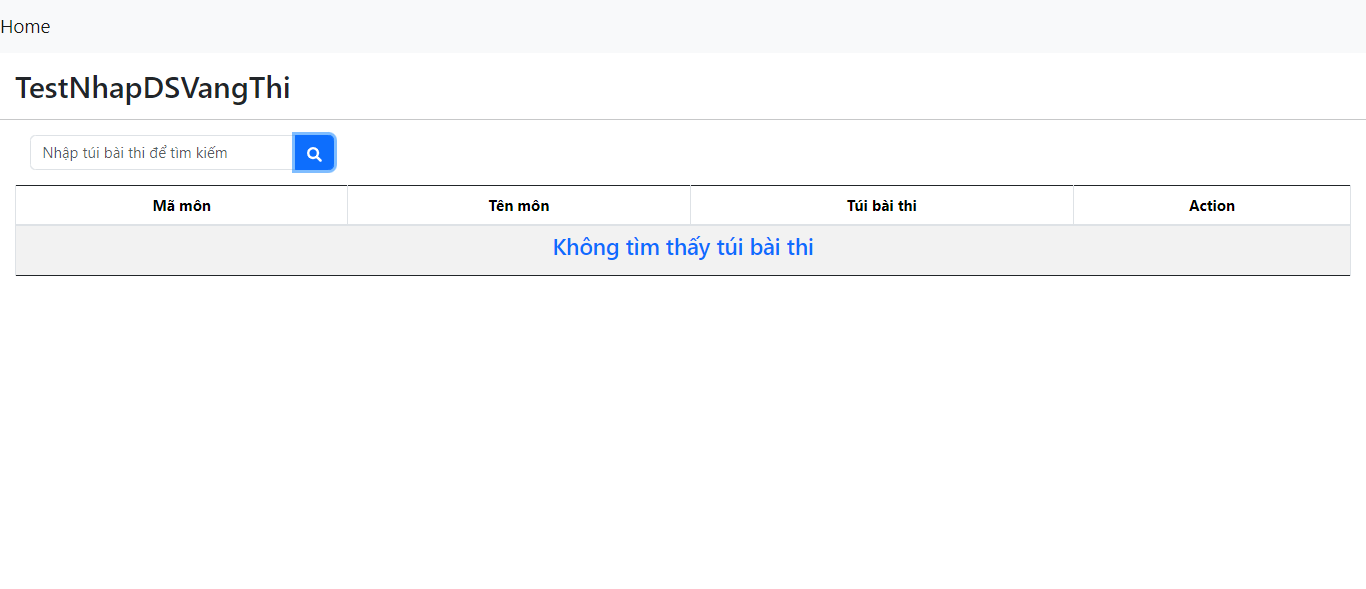 Home
TestNhapDSVangThi
Nhập túi bài thi để tìm kiếm
Mã môn Tên môn Túi bài thi Action
Không tìm thấy túi bài thi